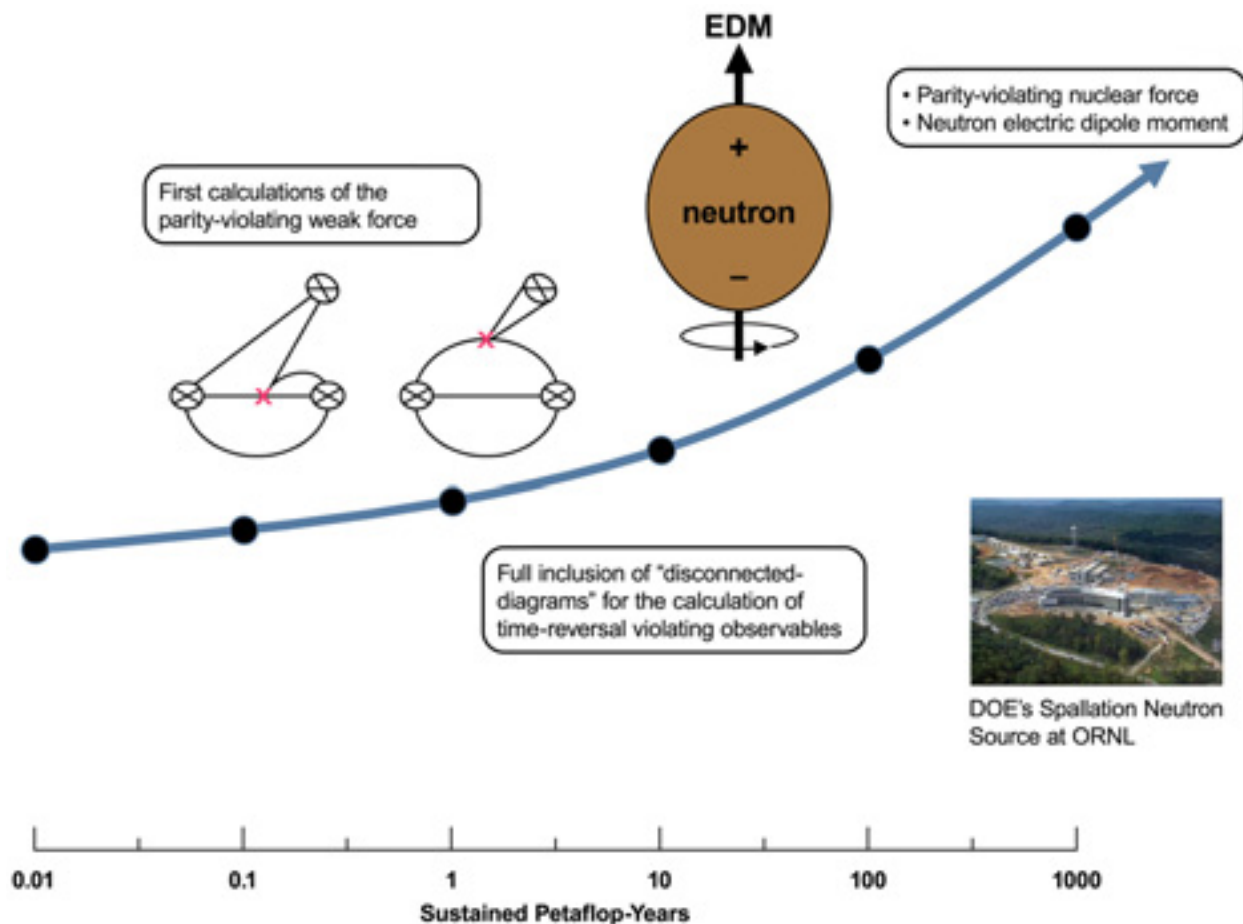 EDM
• Parity-violating nuclear force
• Neutron electric dipole moment
First calculations of the
parity-violating weak force
+
neutron
–
Full inclusion of “disconnected-
diagrams” for the calculation of
time-reversal violating observables
DOE's Spallation Neutron
Source at ORNL
0.01 0.1 1 10 100 1000
Sustained Petaflop-Years